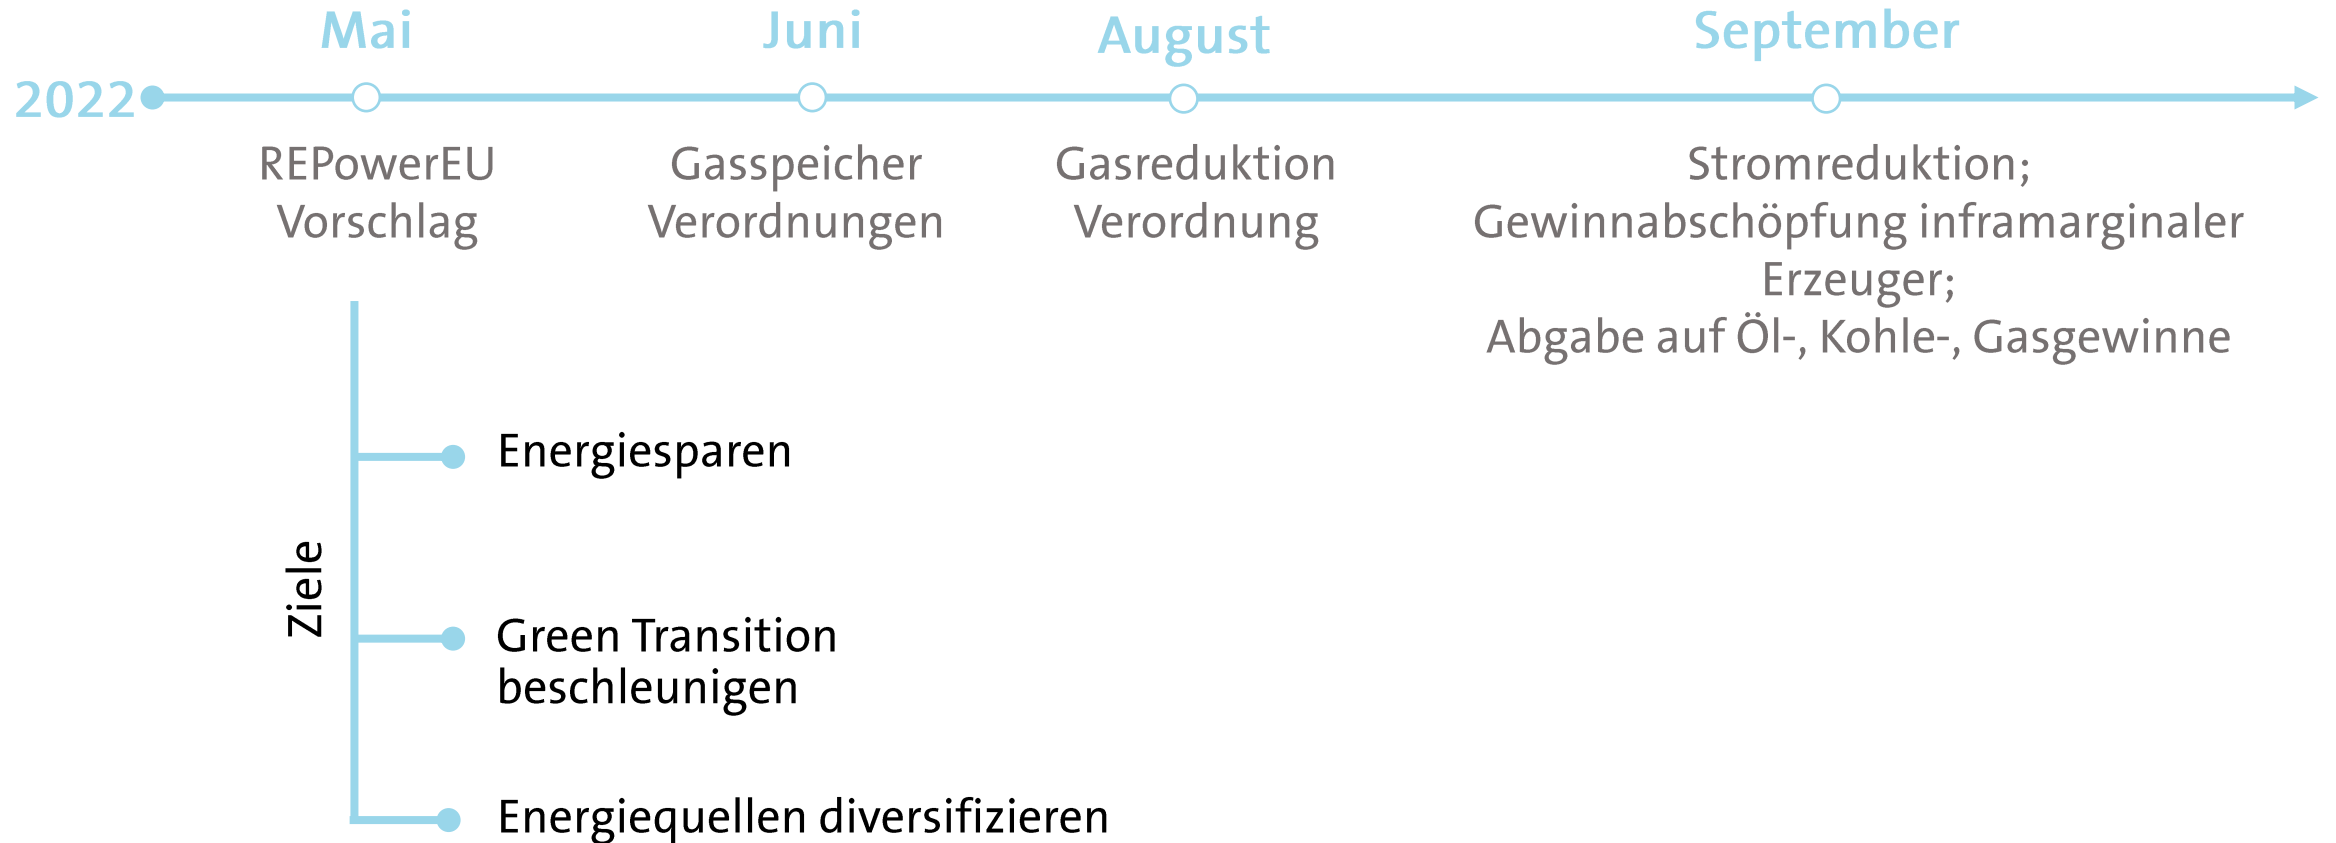 Mai
Juni
August
September
2022
REPowerEU
Vorschlag
Gasspeicher
Verordnungen
Gasreduktion
Verordnung
Stromreduktion;
Gewinnabschöpfung inframarginaler
Erzeuger;
Abgabe auf Öl-, Kohle-, Gasgewinne
Ziele
Energiesparen
Green Transition
beschleunigen
Energiequellen diversifizieren